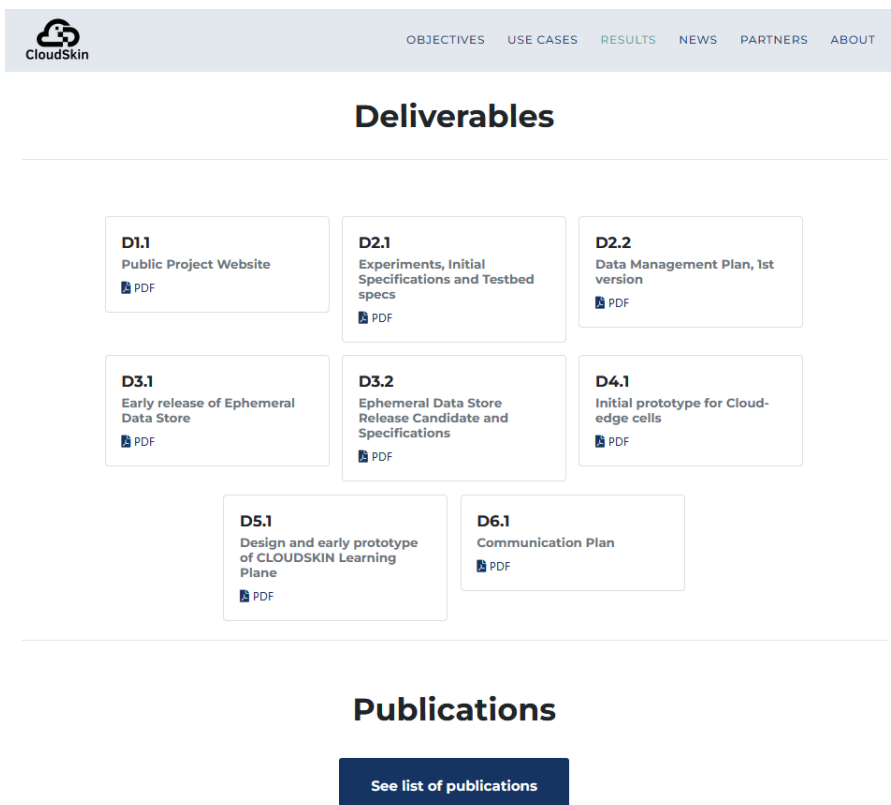 CloudSkin
OBJECTIVES USE CASES RESULTS NEWS PARTNERS ABOUT
Deliverables
D1.1
Public Project Website
PDF
D2.1
Experiments, Initial
Specifications and Testbed
specs
PDF
D2.2
Data Management Plan, 1st
version
PDF
D3.1
Early release of Ephemeral
Data Store
PDF
D3.2
Ephemeral Data Store
Release Candidate and
Specifications
PDF
D4.1
Initial prototype for Cloud-
edge cells
PDF
D5.1
Design and early prototype
of CLOUDSKIN Learning
Plane
PDF
D6.1
Communication Plan
PDF
Publications
See list of publications